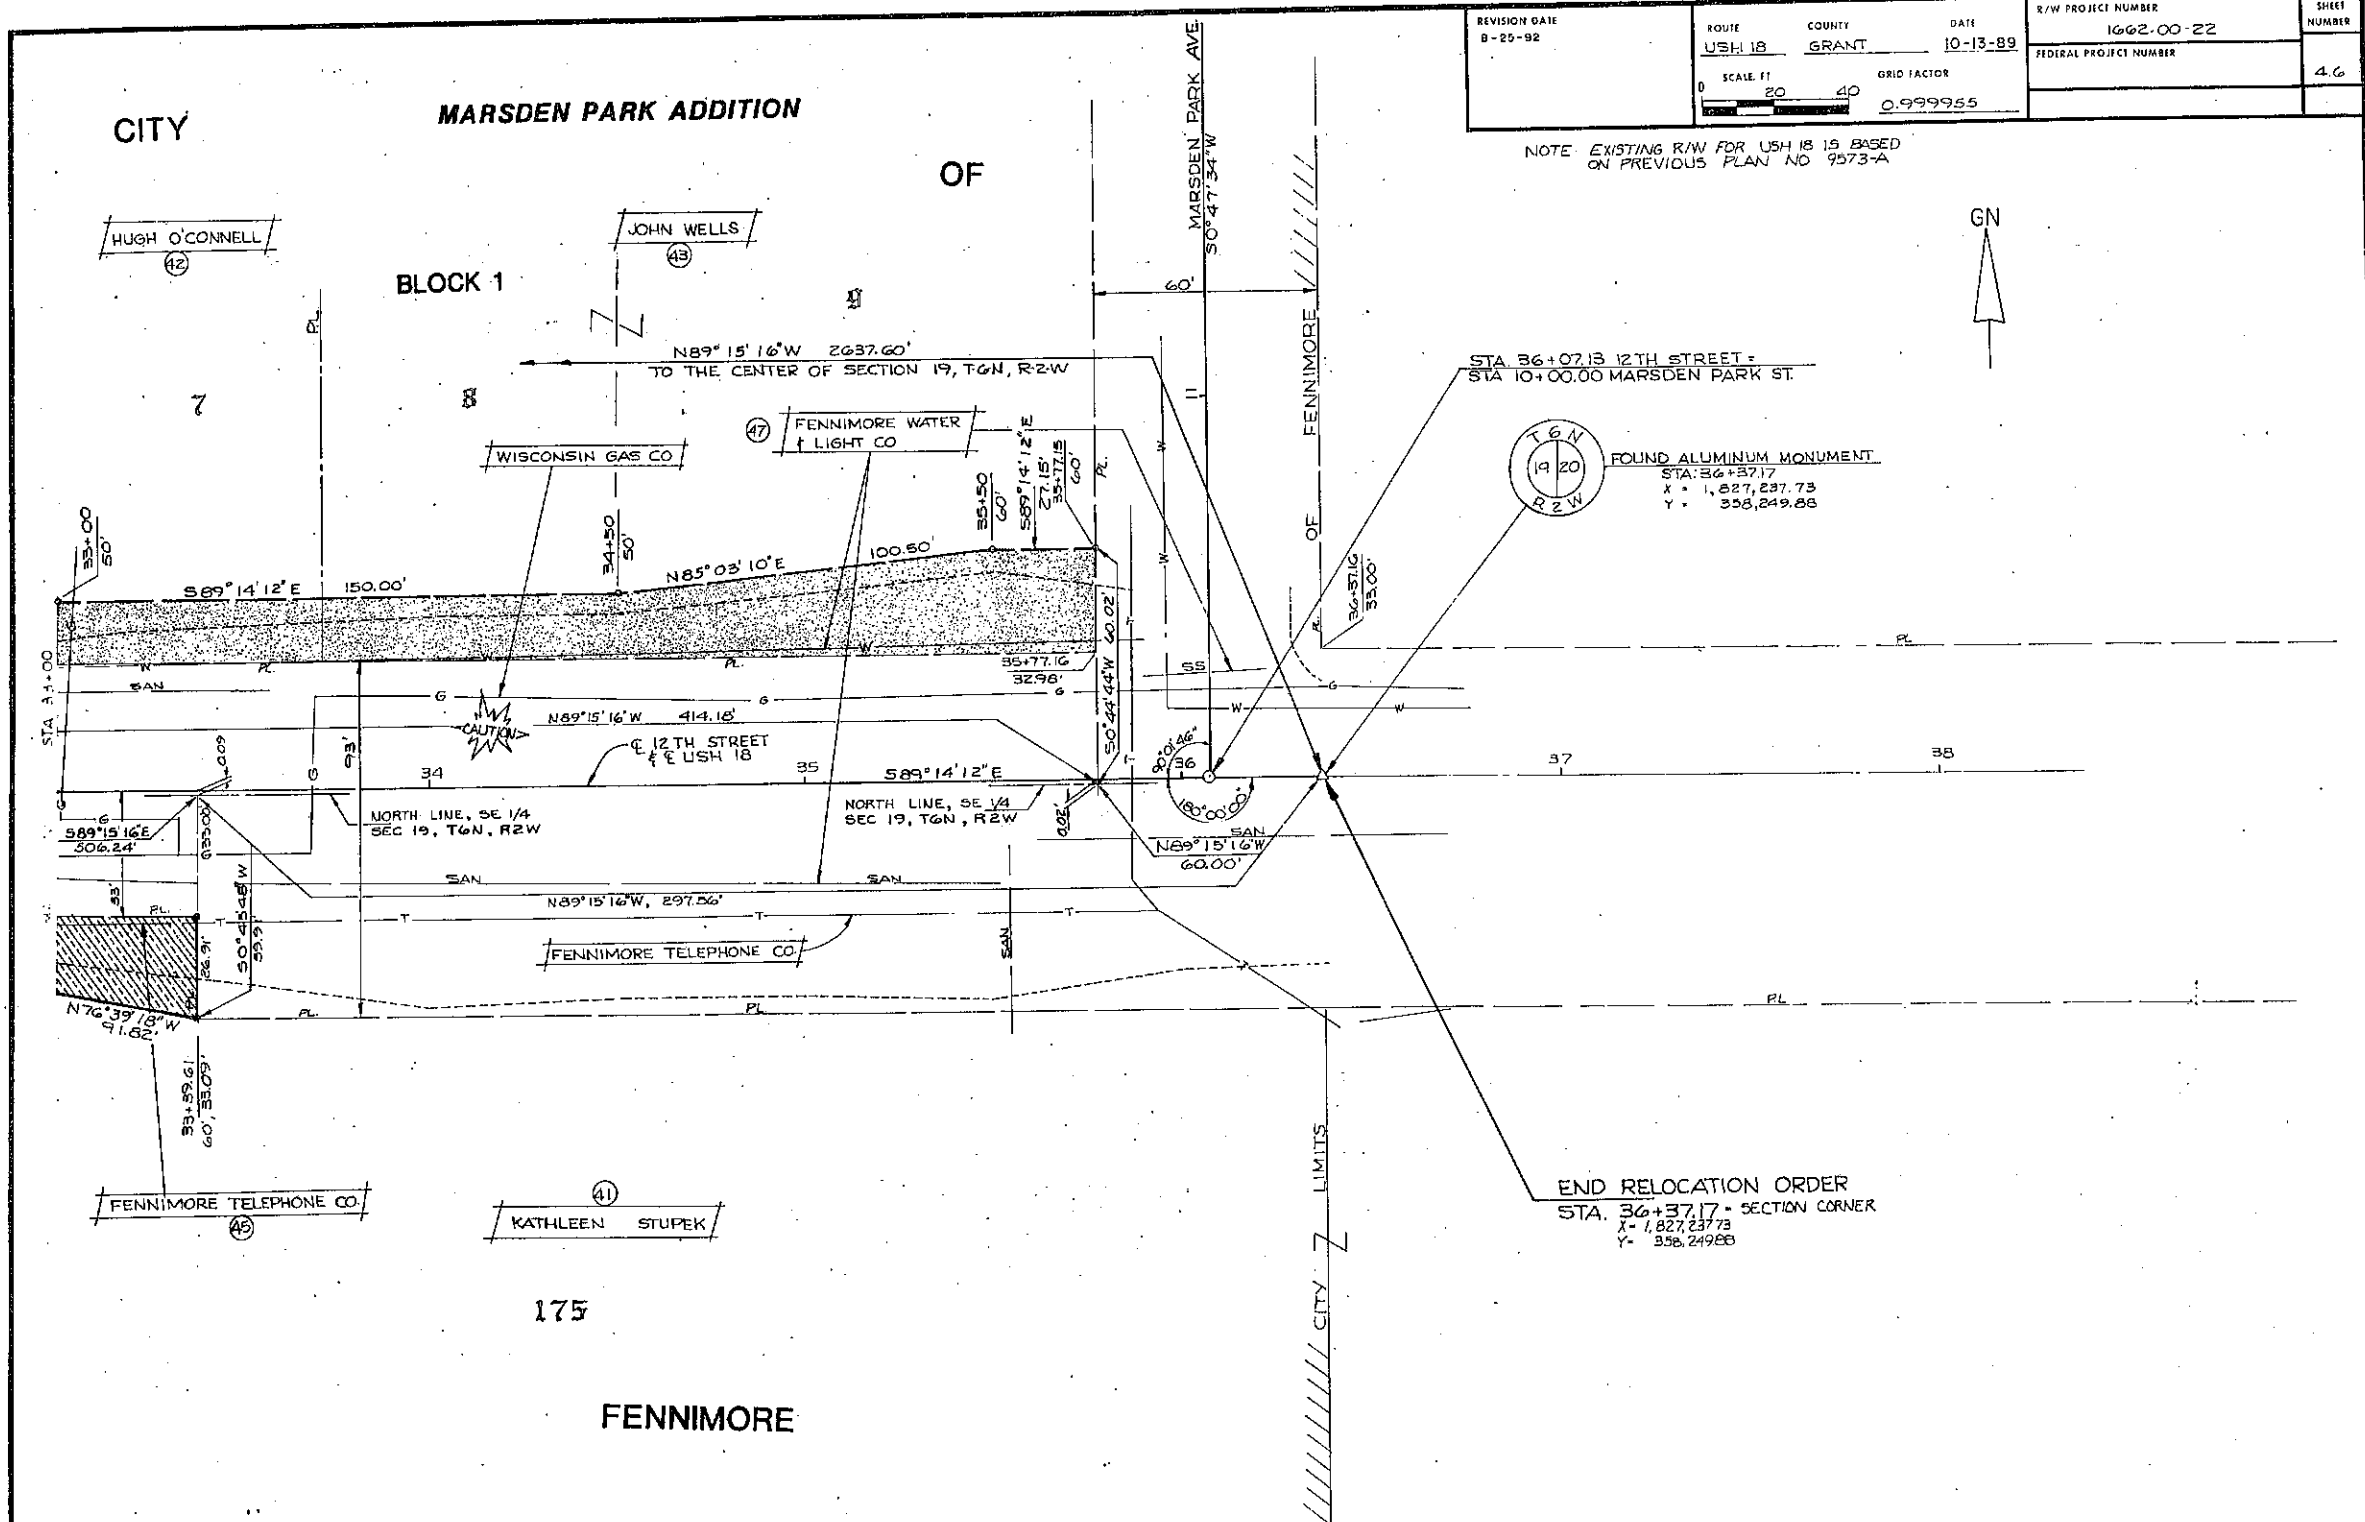 REVISION DATE
8-25-92
ROUTE COUNTY DATE
USH 18 GRANT 10-13-89
SCALE, FT GRID FACTOR
0 20 40
0.999955
R/W PROJECT NUMBER
1662-00-22
FEDERAL PROJECT NUMBER
SHEET
NUMBER
4.6
NOTE EXISTING R/W FOR USH 18 IS BASED
ON PREVIOUS PLAN NO 9573-A
CITY
MARSDEN PARK ADDITION
OF
MARSDEN PARK AVE
S0°47'34"W
HUGH O'CONNELL
42
JOHN WELLS
43
BLOCK 1
9
GN
60'
PL
N89°15'16"W 2637.60'
TO THE CENTER OF SECTION 19, T6N, R2W
7
8
11
OF FENNIMORE
STA. 36+07.13 12TH STREET =
STA 10+00.00 MARSDEN PARK ST.
47
FENNIMORE WATER
& LIGHT CO
WISCONSIN GAS CO
T6N
19 20
R2W
FOUND ALUMINUM MONUMENT
STA. 36+37.17
X = 1,827,237.73
Y = 358,249.88
33+00
50'
34+50
50'
35+50
60'
S89°14'12"E
27.15'
35+77.15
60'
PL.
W
W
S89°14'12"E 150.00'
N85°03'10"E 100.50'
S0°44'44"W 60.02'
T
36+37.16
33.00'
PL
PL
STA 33+00
W PL. W PL. W
35+77.16
32.98'
SS
SAN
G G G G
W W
N89°15'16"W 414.18'
CAUTION
℄ 12TH STREET
& ℄ USH 18
93'
0.09
G
34
35
S89°14'12"E
90°01'46"
36
180°00'00"
37
38
G
NORTH LINE, SE 1/4
SEC 19, T6N, R2W
NORTH LINE, SE 1/4
SEC 19, T6N, R2W
0.02'
T
G
S89°15'16"E
506.24'
SAN
N89°15'16"W
60.00'
33'
S0°45'48"W
59.91'
SAN SAN
N89°15'16"W, 297.56'
PL. T T T T
26.91'
PL
FENNIMORE TELEPHONE CO.
SAN
N76°39'18"W
91.82'
PL. PL PL
33+39.61
60', 33.09'
FENNIMORE TELEPHONE CO.
45
41
KATHLEEN STUPEK
CITY LIMITS
END RELOCATION ORDER
STA. 36+37.17 = SECTION CORNER
X= 1,827,237.73
Y= 358,249.88
175
FENNIMORE